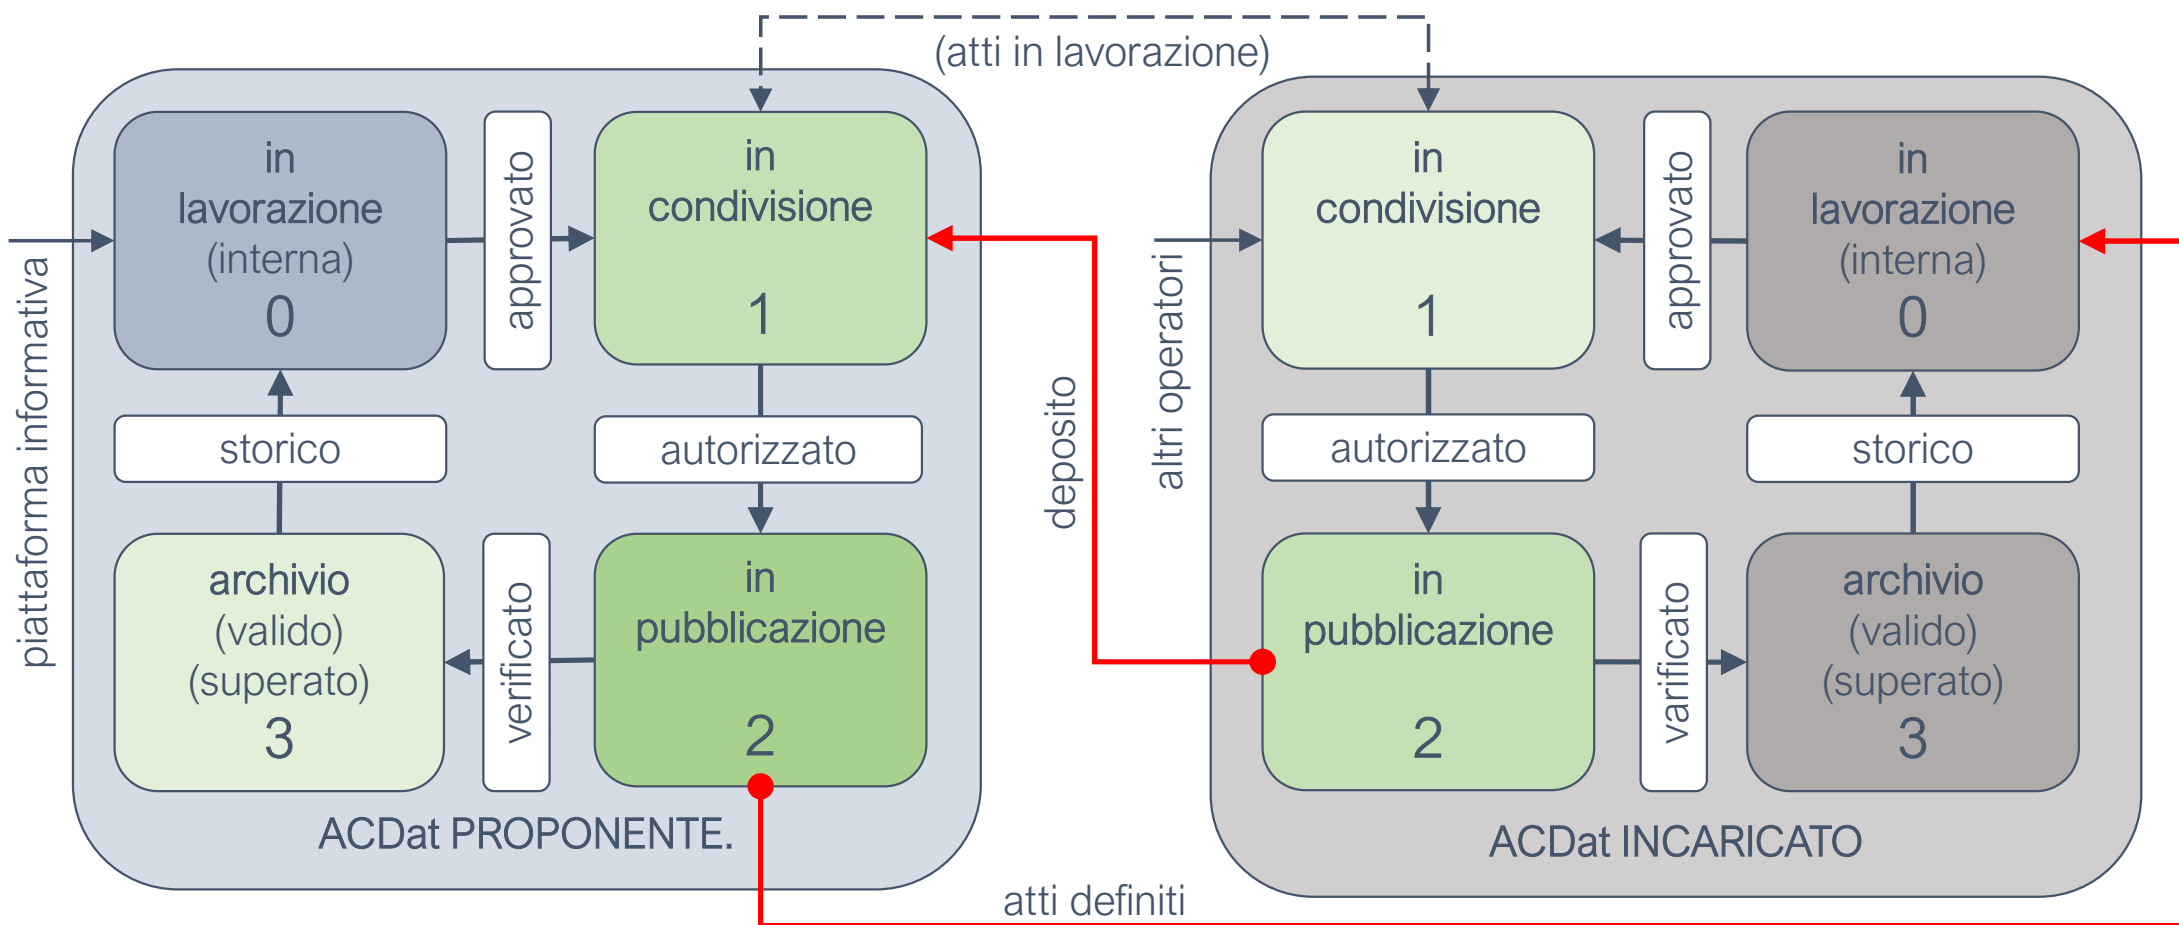 (atti in lavorazione)
piattaforma informativa
in
lavorazione
(interna)
0
approvato
in
condivisione
1
storico
autorizzato
archivio
(valido)
(superato)
3
verificato
in
pubblicazione
2
ACDat PROPONENTE.
deposito
altri operatori
in
condivisione
1
approvato
in
lavorazione
(interna)
0
autorizzato
storico
in
pubblicazione
2
varificato
archivio
(valido)
(superato)
3
ACDat INCARICATO
atti definiti